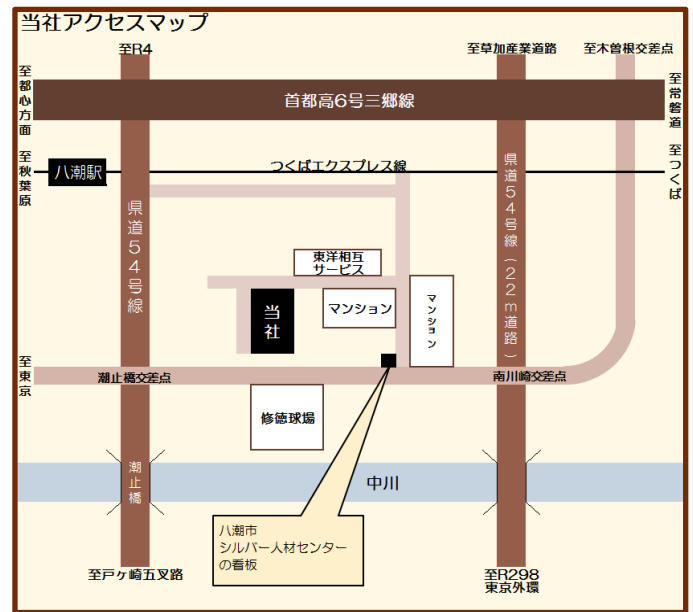 当社アクセスマップ
至R4
至草加産業道路
至木曽根交差点
至都心方面
首都高6号三郷線
至常磐道
至秋葉原
八潮駅
つくばエクスプレス線
至つくば
県道54号線
県道54号線(22m道路)
東洋相互
サービス
当社
マンション
マンション
至東京
潮止橋交差点
南川崎交差点
修徳球場
潮止橋
中川
八潮市
シルバー人材センター
の看板
至戸ヶ崎五叉路
至R298
東京外環